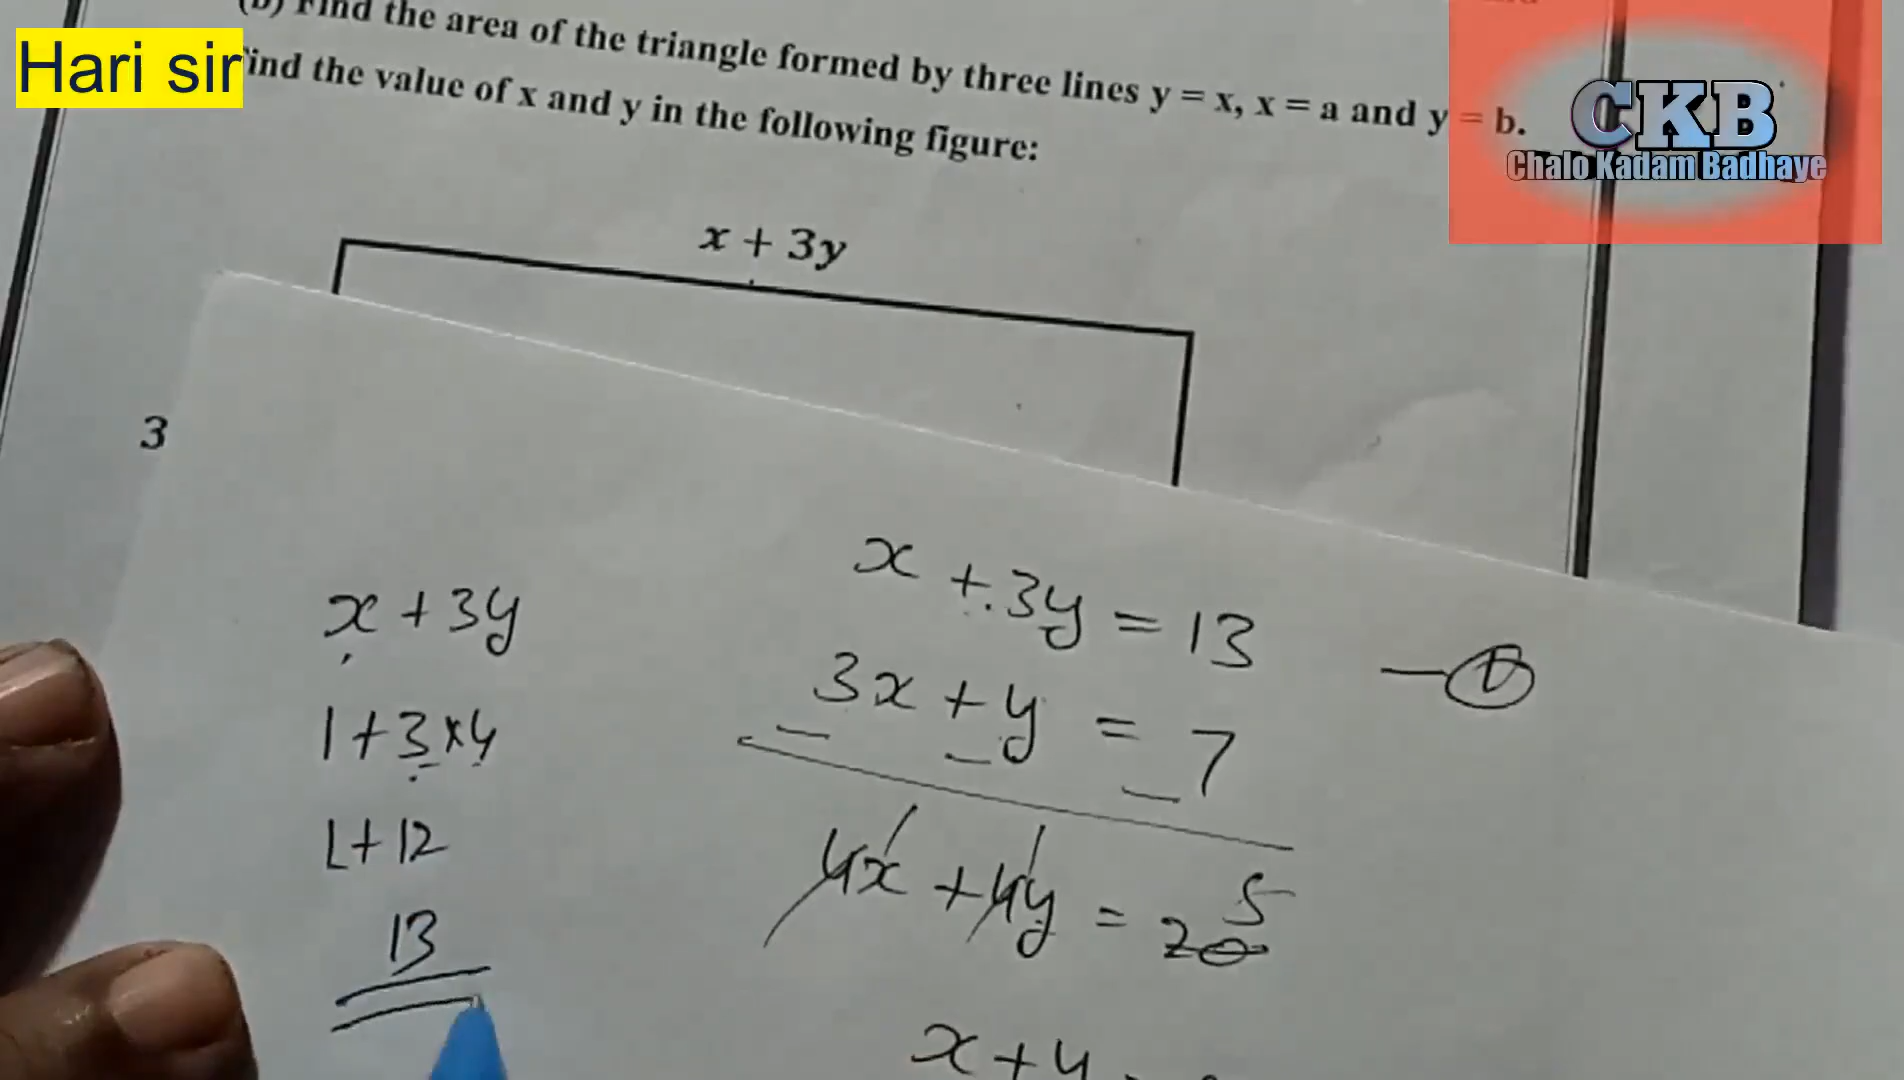 Hari sir
(b) Find the area of the triangle formed by three lines y = x, x = a and y = b.
Find the value of x and y in the following figure:
CKB
Chalo Kadam Badhaye
x + 3y
3
x + 3y
1 + 3 × 4
1 + 12
13
x + 3y = 13
3x + y = 7
4x + 4y = 20
5
x + y